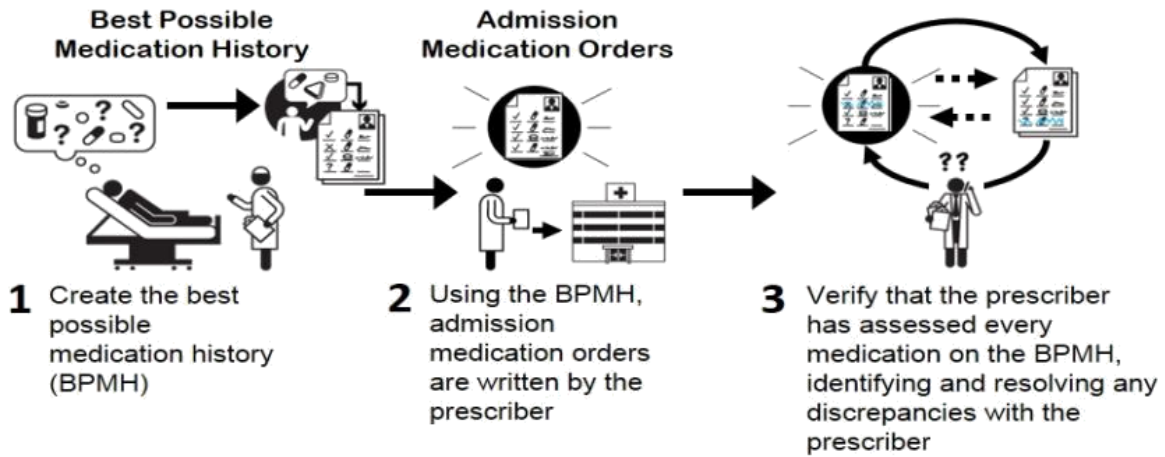 Best Possible
Medication History
Admission
Medication Orders
? ? ?
??
1 Create the best
possible
medication history
(BPMH)
2 Using the BPMH,
admission
medication orders
are written by the
prescriber
3 Verify that the prescriber
has assessed every
medication on the BPMH,
identifying and resolving any
discrepancies with the
prescriber